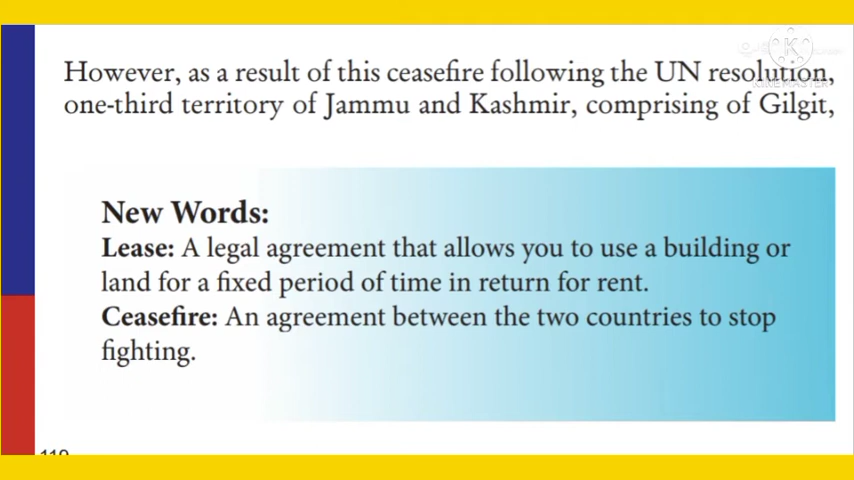 However, as a result of this ceasefire following the UN resolution,
one-third territory of Jammu and Kashmir, comprising of Gilgit,
KINEMASTER
New Words:
Lease: A legal agreement that allows you to use a building or
land for a fixed period of time in return for rent.
Ceasefire: An agreement between the two countries to stop
fighting.